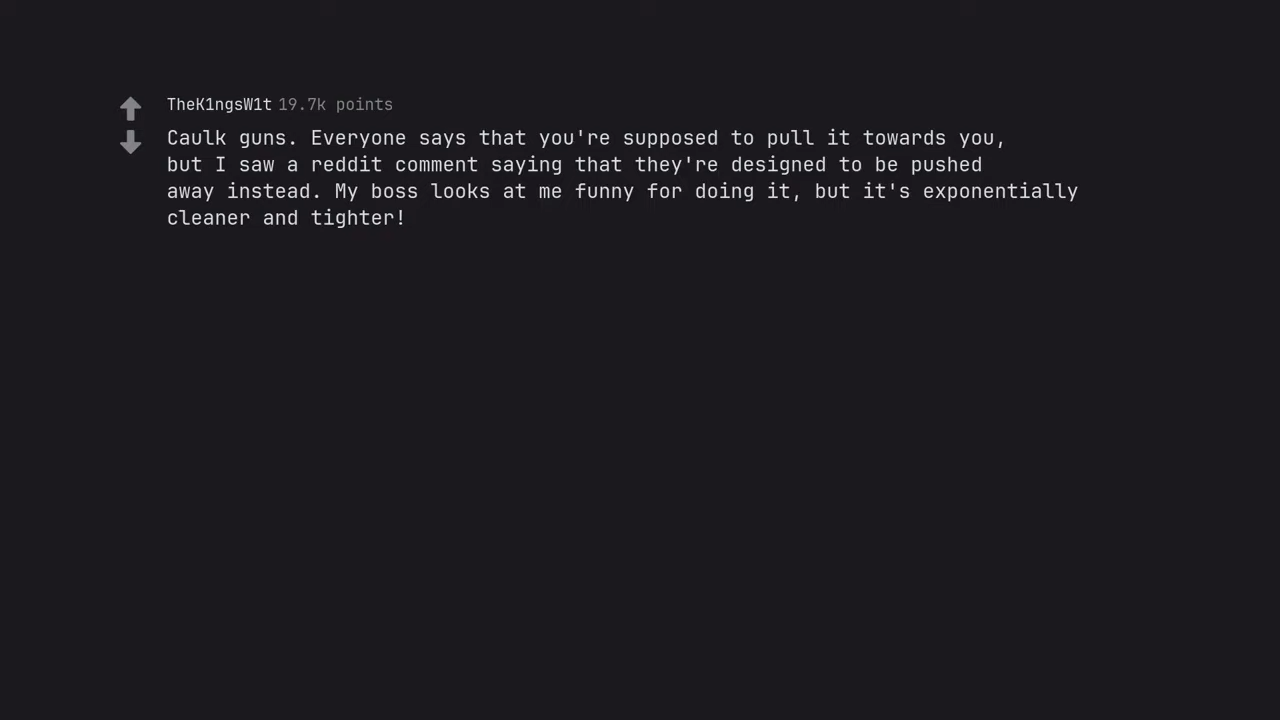 TheK1ngsW1t 19.7k points
Caulk guns. Everyone says that you're supposed to pull it towards you,
but I saw a reddit comment saying that they're designed to be pushed
away instead. My boss looks at me funny for doing it, but it's exponentially
cleaner and tighter!